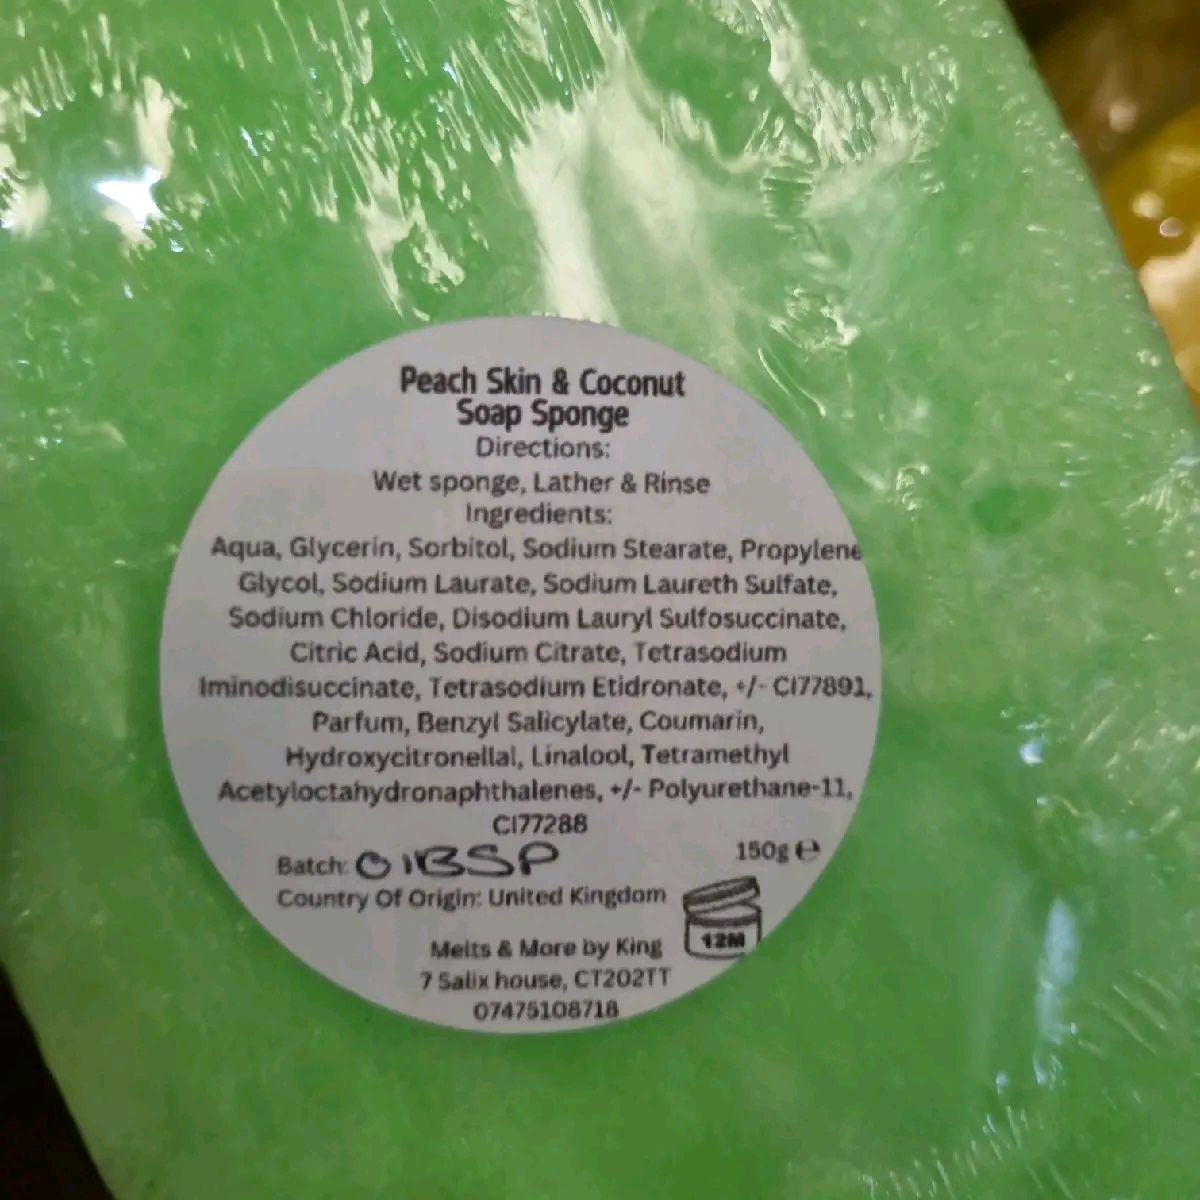 Peach Skin & Coconut
Soap Sponge
Directions:
Wet sponge, Lather & Rinse
Ingredients:
Aqua, Glycerin, Sorbitol, Sodium Stearate, Propylene
Glycol, Sodium Laurate, Sodium Laureth Sulfate,
Sodium Chloride, Disodium Lauryl Sulfosuccinate,
Citric Acid, Sodium Citrate, Tetrasodium
Iminodisuccinate, Tetrasodium Etidronate, +/- CI77891,
Parfum, Benzyl Salicylate, Coumarin,
Hydroxycitronellal, Linalool, Tetramethyl
Acetyloctahydronaphthalenes, +/- Polyurethane-11,
CI77288
150g ℮
Batch: 01BSP
Country Of Origin: United Kingdom
12M
Melts & More by King
7 Salix house, CT202TT
07475108718